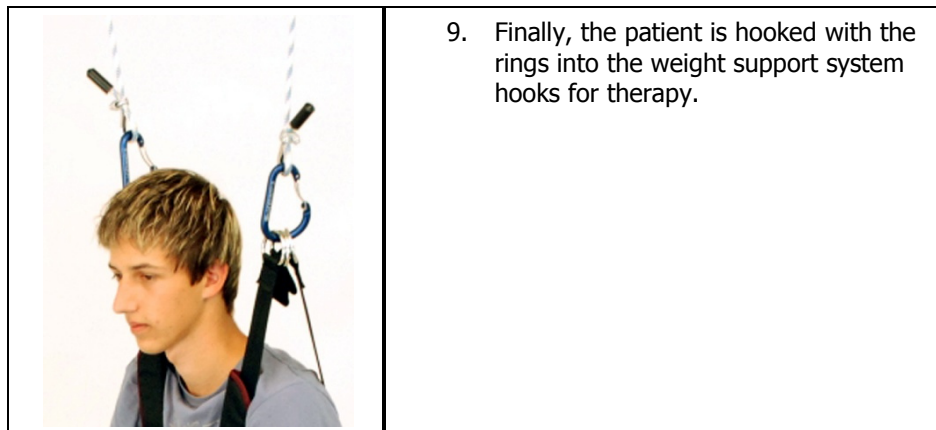 9. Finally, the patient is hooked with the
rings into the weight support system
hooks for therapy.